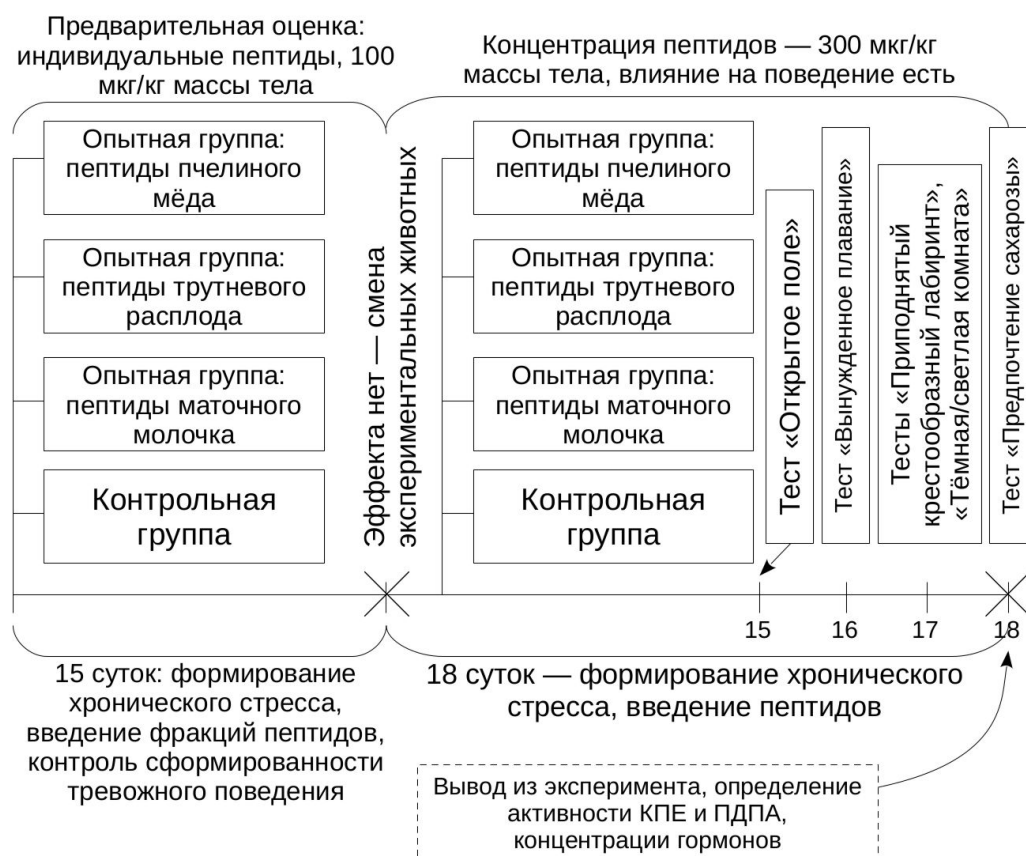 Предварительная оценка:
индивидуальные пептиды, 100
мкг/кг массы тела
Концентрация пептидов — 300 мкг/кг
массы тела, влияние на поведение есть
Опытная группа:
пептиды пчелиного
мёда
Опытная группа:
пептиды трутневого
расплода
Опытная группа:
пептиды маточного
молочка
Контрольная
группа
Эффекта нет — смена
экспериментальных животных
Опытная группа:
пептиды пчелиного
мёда
Опытная группа:
пептиды трутневого
расплода
Опытная группа:
пептиды маточного
молочка
Контрольная
группа
Тест «Открытое поле»
Тест «Вынужденное плавание»
Тесты «Приподнятый
крестообразный лабиринт»,
«Тёмная/светлая комната»
Тест «Предпочтение сахарозы»
15
16
17
18
15 суток: формирование
хронического стресса,
введение фракций пептидов,
контроль сформированности
тревожного поведения
18 суток — формирование хронического
стресса, введение пептидов
Вывод из эксперимента, определение
активности КПЕ и ПДПА,
концентрации гормонов